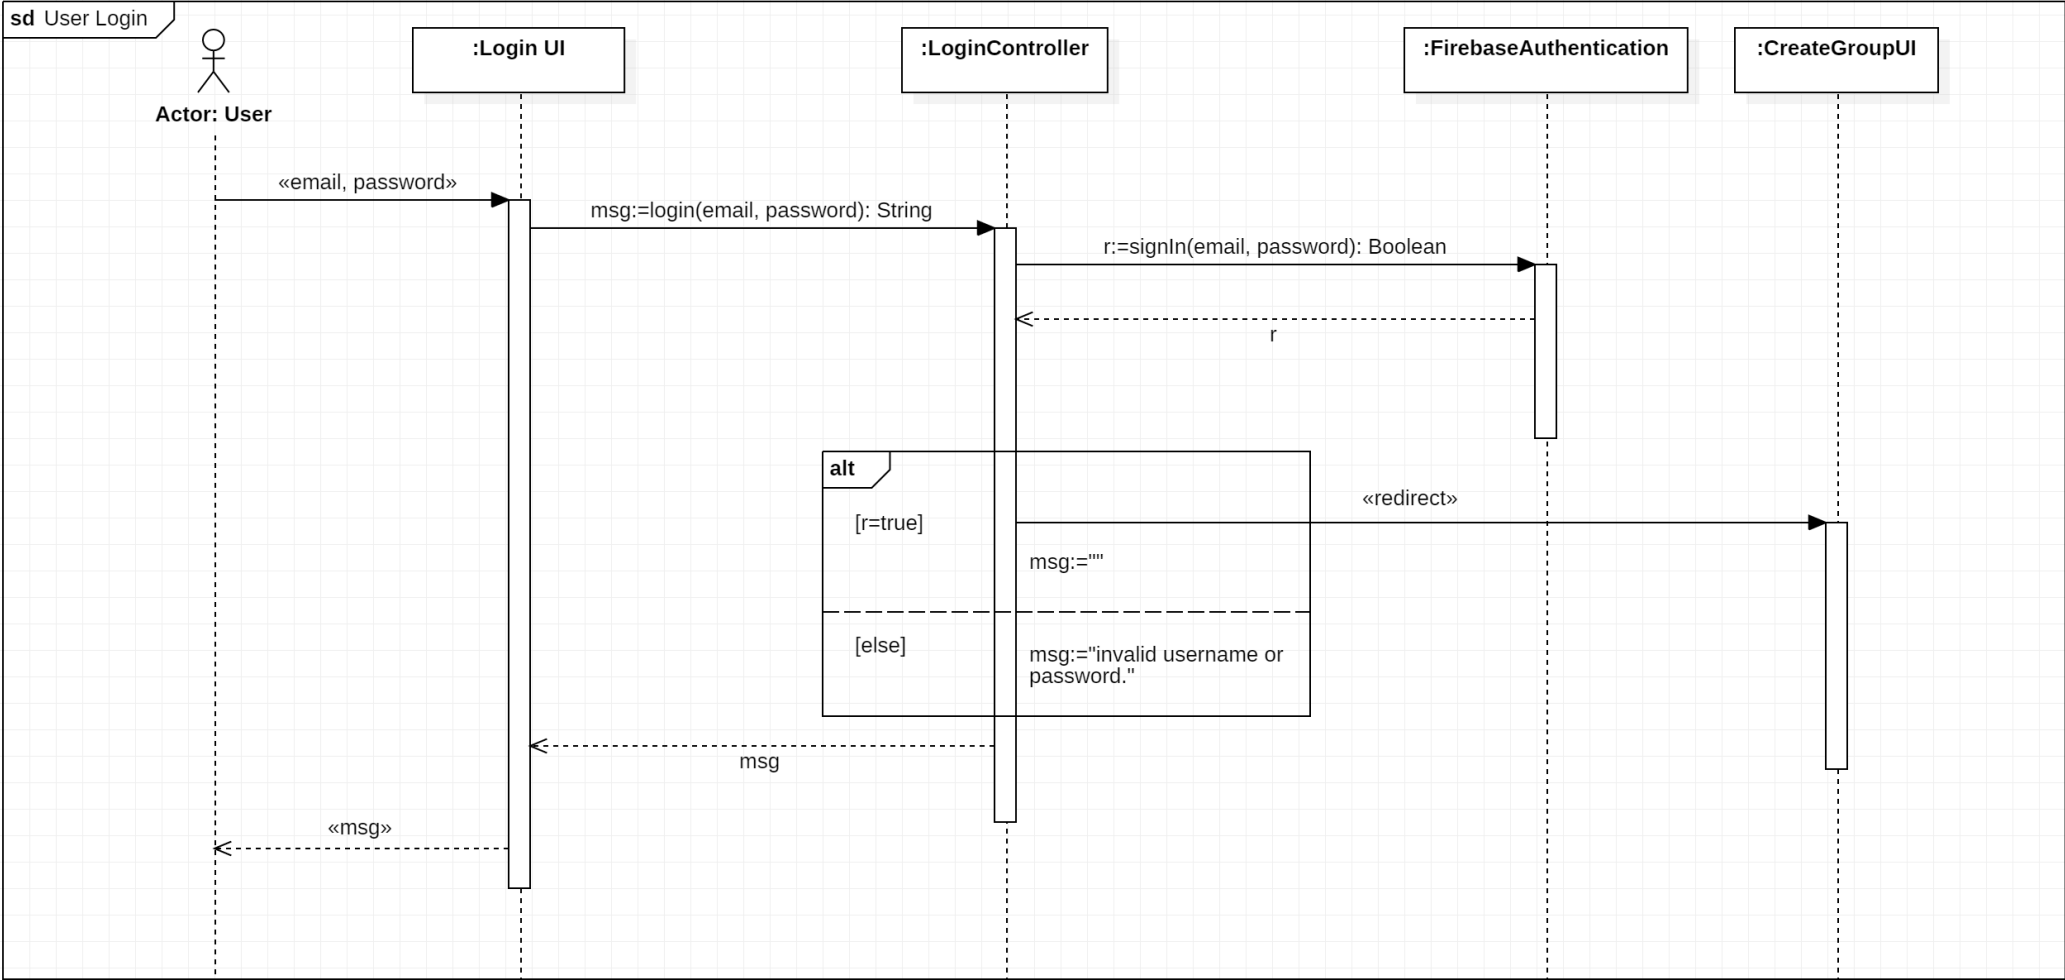 sd User Login
:Login UI
:LoginController
:FirebaseAuthentication
:CreateGroupUI
Actor: User
«email, password»
msg:=login(email, password): String
r:=signIn(email, password): Boolean
r
alt
«redirect»
[r=true]
msg:=""
[else]
msg:="invalid username or
password."
msg
«msg»